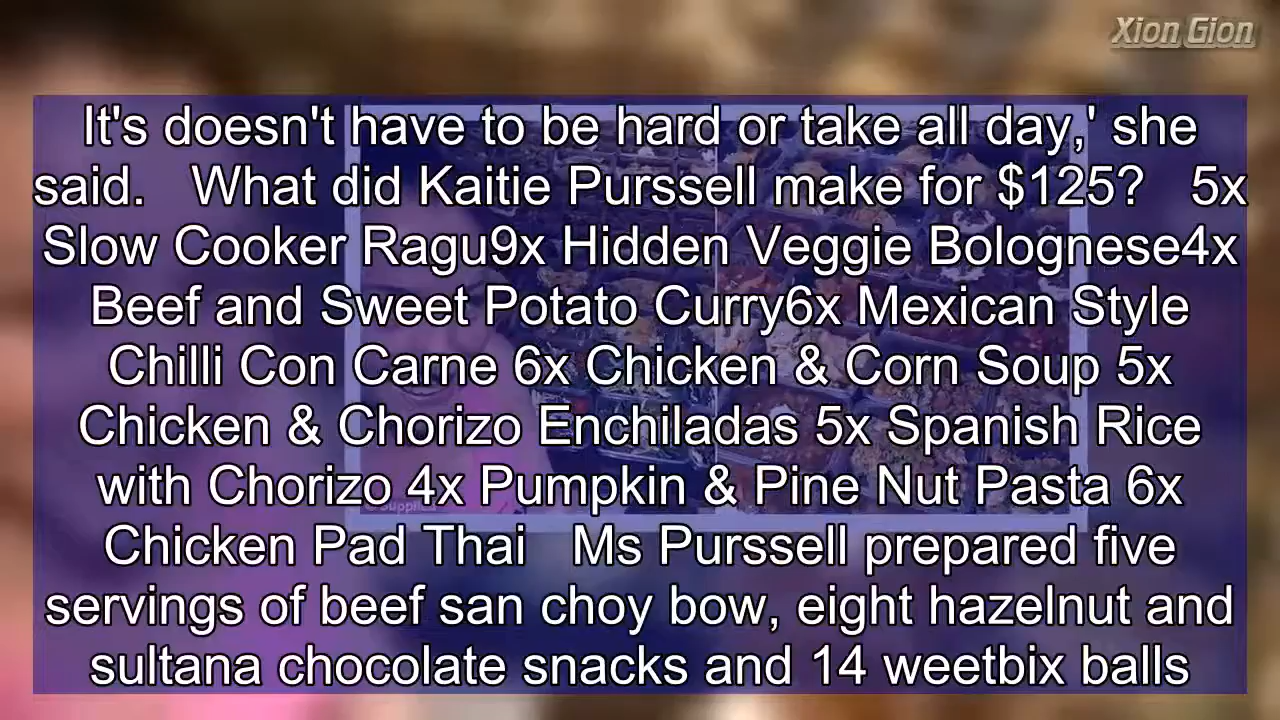 Xion Gion
It's doesn't have to be hard or take all day,' she
said.   What did Kaitie Purssell make for $125?   5x
Slow Cooker Ragu9x Hidden Veggie Bolognese4x
Beef and Sweet Potato Curry6x Mexican Style
Chilli Con Carne 6x Chicken & Corn Soup 5x
Chicken & Chorizo Enchiladas 5x Spanish Rice
with Chorizo 4x Pumpkin & Pine Nut Pasta 6x
Chicken Pad Thai   Ms Purssell prepared five
servings of beef san choy bow, eight hazelnut and
sultana chocolate snacks and 14 weetbix balls